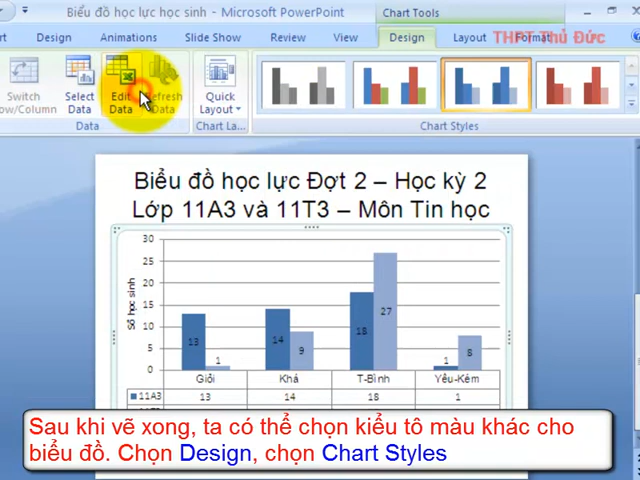 Biểu đồ học lực học sinh - Microsoft PowerPoint
Chart Tools
Design
Animations
Slide Show
Review
View
Design
Layout
Format
THPT Thủ Đức
Switch
Row/Column
Select
Data
Edit
Data
Refresh
Data
Quick
Layout
Data
Chart La...
Chart Styles
Biểu đồ học lực Đợt 2 – Học kỳ 2
Lớp 11A3 và 11T3 – Môn Tin học
Số học sinh
30
25
20
15
10
5
0
13
1
14
9
18
27
1
8
Giỏi
Khá
T-Bình
Yêu-Kém
11A3
13
14
18
1
Sau khi vẽ xong, ta có thể chọn kiểu tô màu khác cho
biểu đồ. Chọn Design, chọn Chart Styles